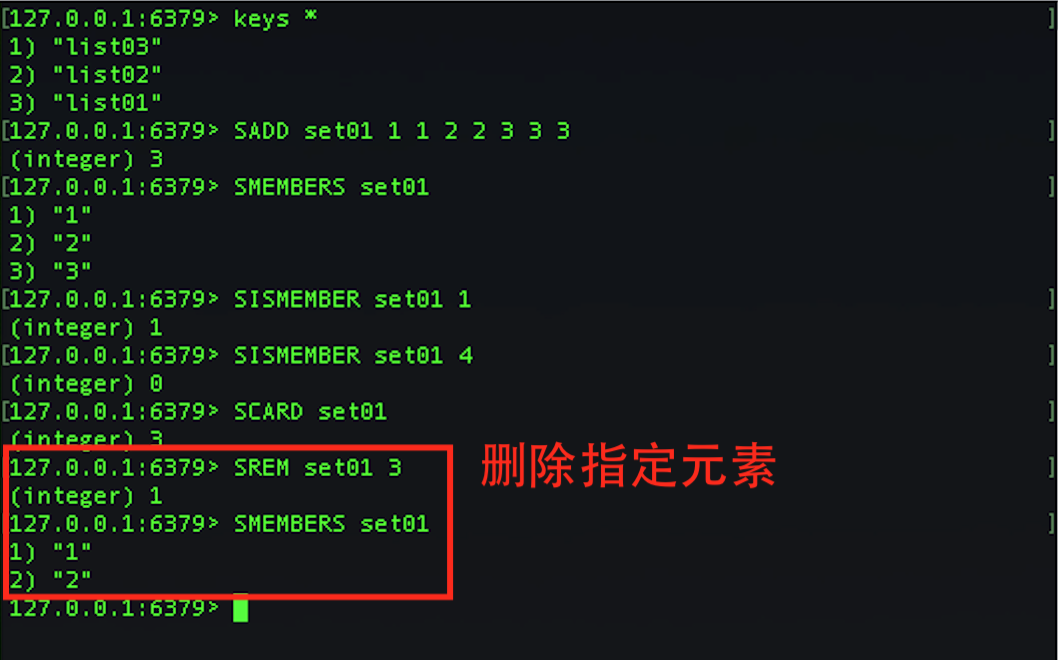 [127.0.0.1:6379> keys * ]
1) "list03"
2) "list02"
3) "list01"
[127.0.0.1:6379> SADD set01 1 1 2 2 3 3 3 ]
(integer) 3
[127.0.0.1:6379> SMEMBERS set01 ]
1) "1"
2) "2"
3) "3"
[127.0.0.1:6379> SISMEMBER set01 1 ]
(integer) 1
[127.0.0.1:6379> SISMEMBER set01 4 ]
(integer) 0
[127.0.0.1:6379> SCARD set01 ]
(integer) 3
127.0.0.1:6379> SREM set01 3 ]
删除指定元素
(integer) 1
127.0.0.1:6379> SMEMBERS set01 ]
1) "1"
2) "2"
127.0.0.1:6379>